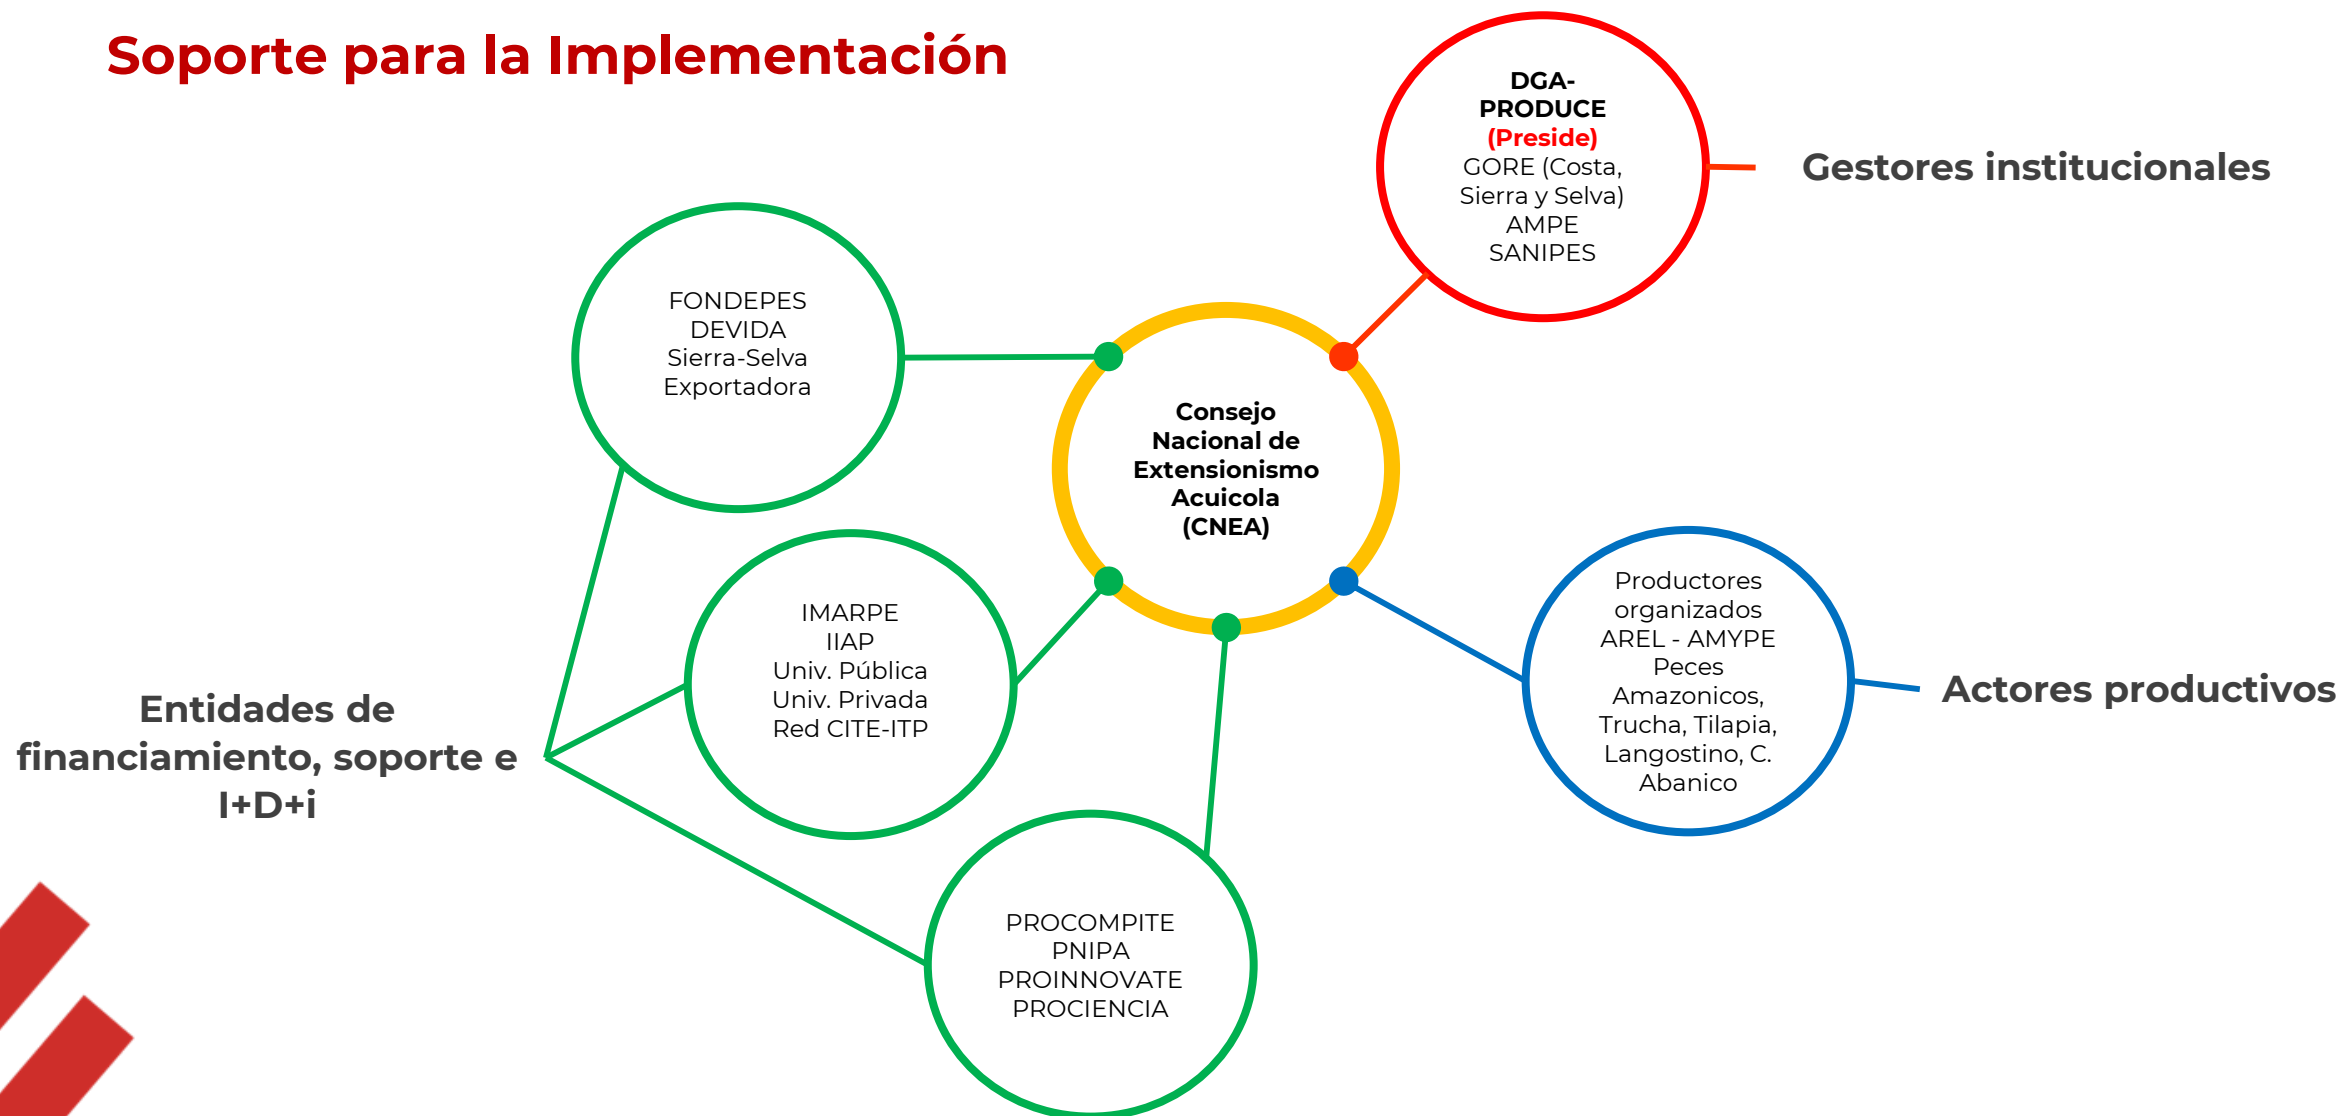 Soporte para la Implementación
DGA-
PRODUCE
(Preside)
GORE (Costa,
Sierra y Selva)
AMPE
SANIPES
Gestores institucionales
FONDEPES
DEVIDA
Sierra-Selva
Exportadora
Consejo
Nacional de
Extensionismo
Acuicola
(CNEA)
IMARPE
IIAP
Univ. Pública
Univ. Privada
Red CITE-ITP
Productores
organizados
AREL - AMYPE
Peces
Amazonicos,
Trucha, Tilapia,
Langostino, C.
Abanico
Actores productivos
Entidades de
financiamiento, soporte e
I+D+i
PROCOMPITE
PNIPA
PROINNOVATE
PROCIENCIA